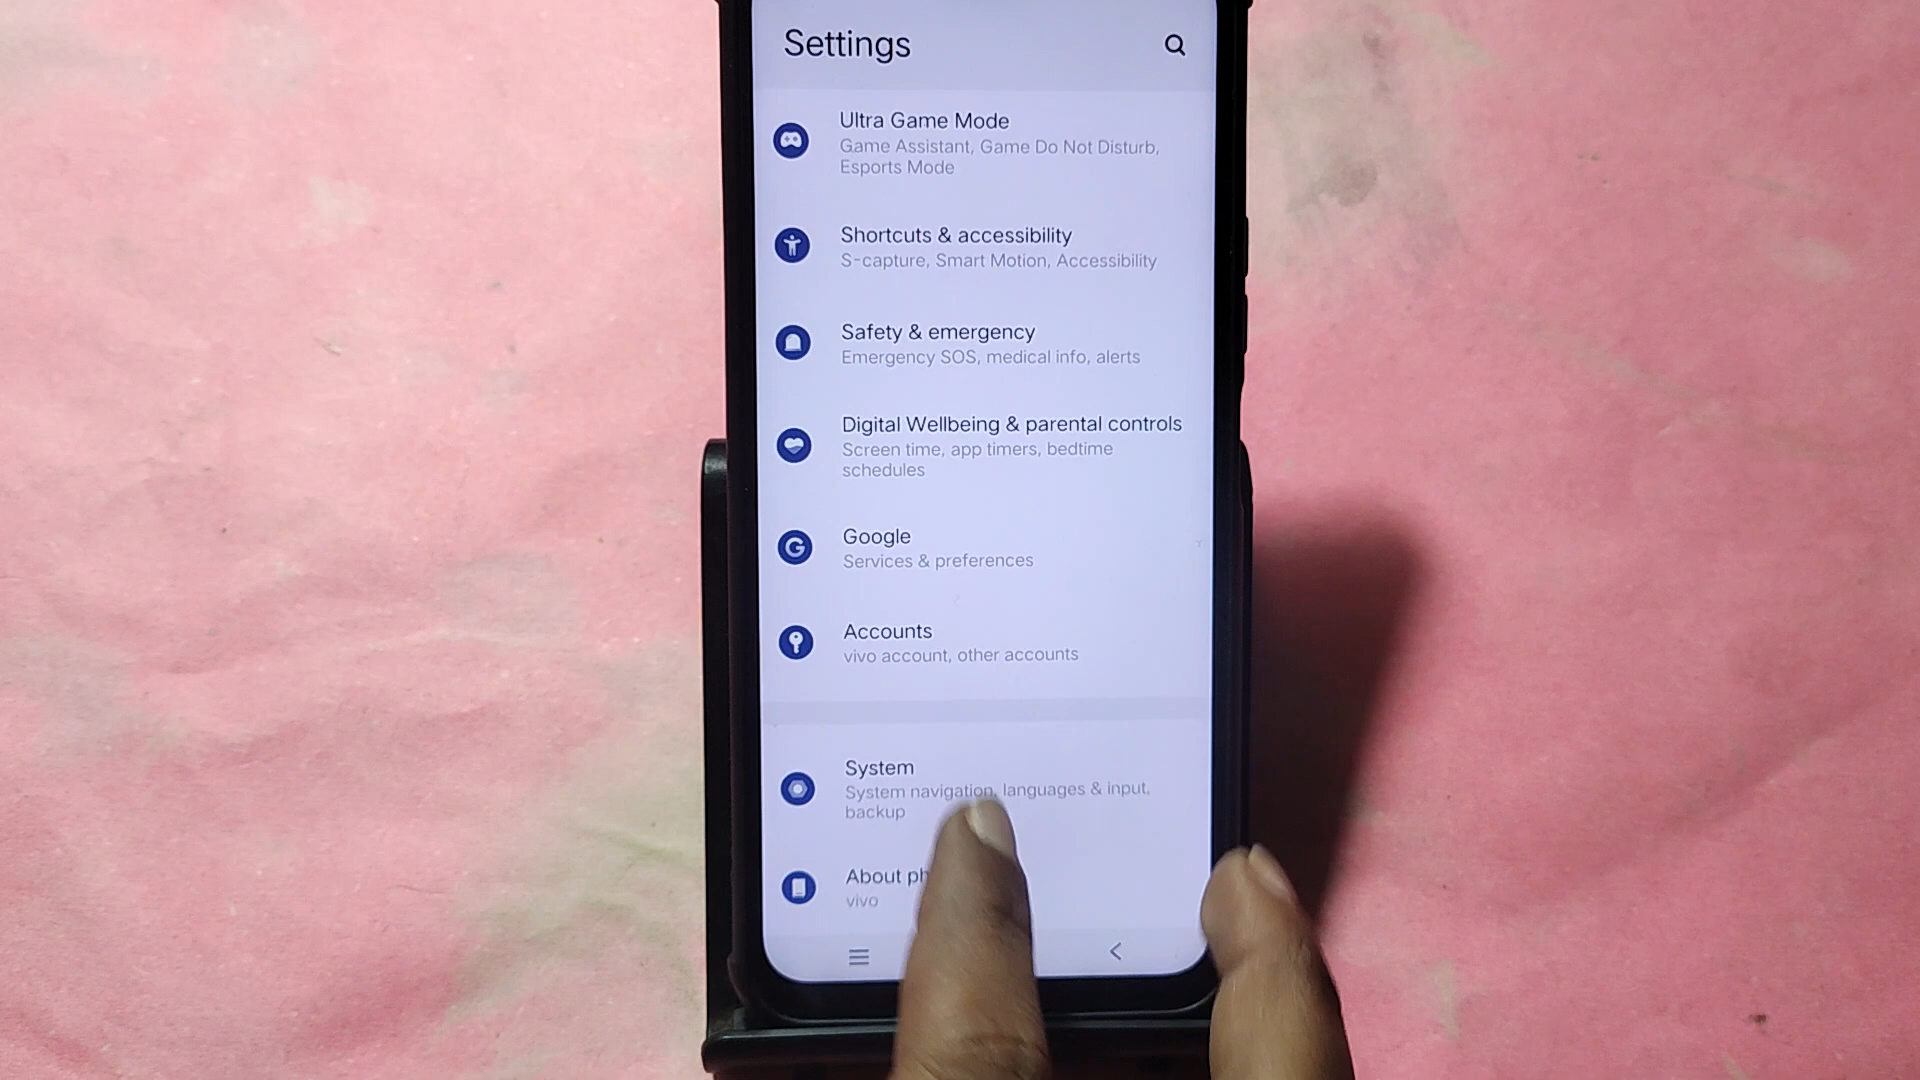 Settings
Ultra Game Mode
Game Assistant, Game Do Not Disturb,
Esports Mode
Shortcuts & accessibility
S-capture, Smart Motion, Accessibility
Safety & emergency
Emergency SOS, medical info, alerts
Digital Wellbeing & parental controls
Screen time, app timers, bedtime
schedules
Google
Services & preferences
Accounts
vivo account, other accounts
System
System navigation, languages & input,
backup
About
vivo